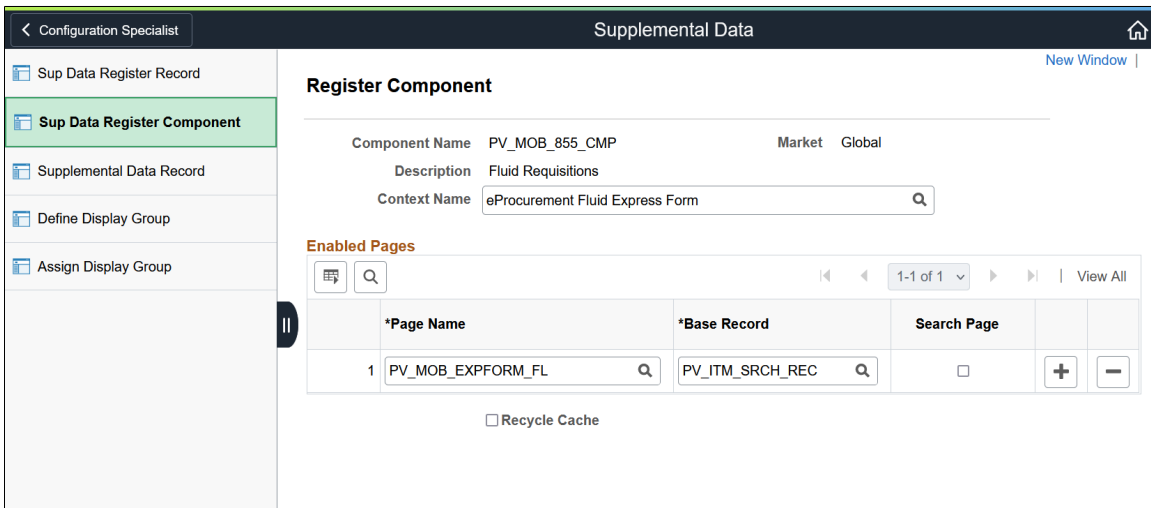 Configuration Specialist
Supplemental Data
New Window |
Sup Data Register Record
Sup Data Register Component
Supplemental Data Record
Define Display Group
Assign Display Group
Register Component
Component Name PV_MOB_855_CMP Market Global
Description Fluid Requisitions
Context Name eProcurement Fluid Express Form
Enabled Pages
1-1 of 1 | View All
*Page Name *Base Record Search Page
1 PV_MOB_EXPFORM_FL PV_ITM_SRCH_REC
Recycle Cache